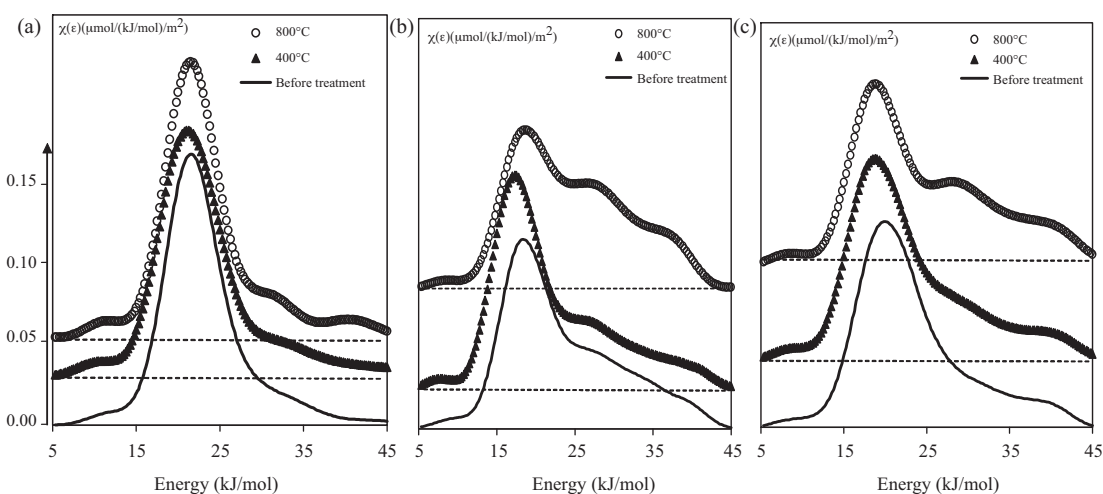 (a)
χ(ε)(μmol/(kJ/mol)/m²)
800°C
400°C
Before treatment
0.15
0.10
0.05
0.00
5 15 25 35 45
Energy (kJ/mol)
(b)
χ(ε)(μmol/(kJ/mol)/m²)
800°C
400°C
Before treatment
5 15 25 35 45
Energy (kJ/mol)
(c)
χ(ε)(μmol/(kJ/mol)/m²)
800°C
400°C
Before treatment
5 15 25 35 45
Energy (kJ/mol)